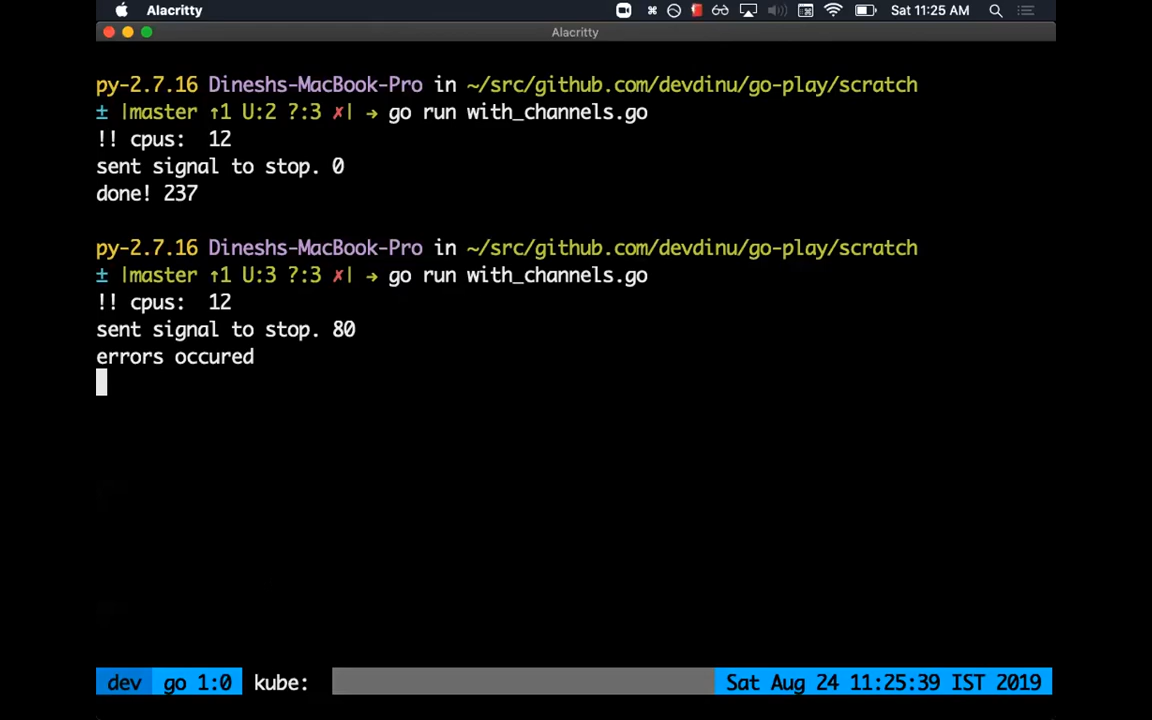 Alacritty
Sat 11:25 AM
Alacritty
py-2.7.16 Dineshs-MacBook-Pro in ~/src/github.com/devdinu/go-play/scratch
± |master ↑1 U:2 ?:3 ✗| → go run with_channels.go
!! cpus:  12
sent signal to stop. 0
done! 237
py-2.7.16 Dineshs-MacBook-Pro in ~/src/github.com/devdinu/go-play/scratch
± |master ↑1 U:3 ?:3 ✗| → go run with_channels.go
!! cpus:  12
sent signal to stop. 80
errors occured
dev go 1:0 kube: Sat Aug 24 11:25:39 IST 2019